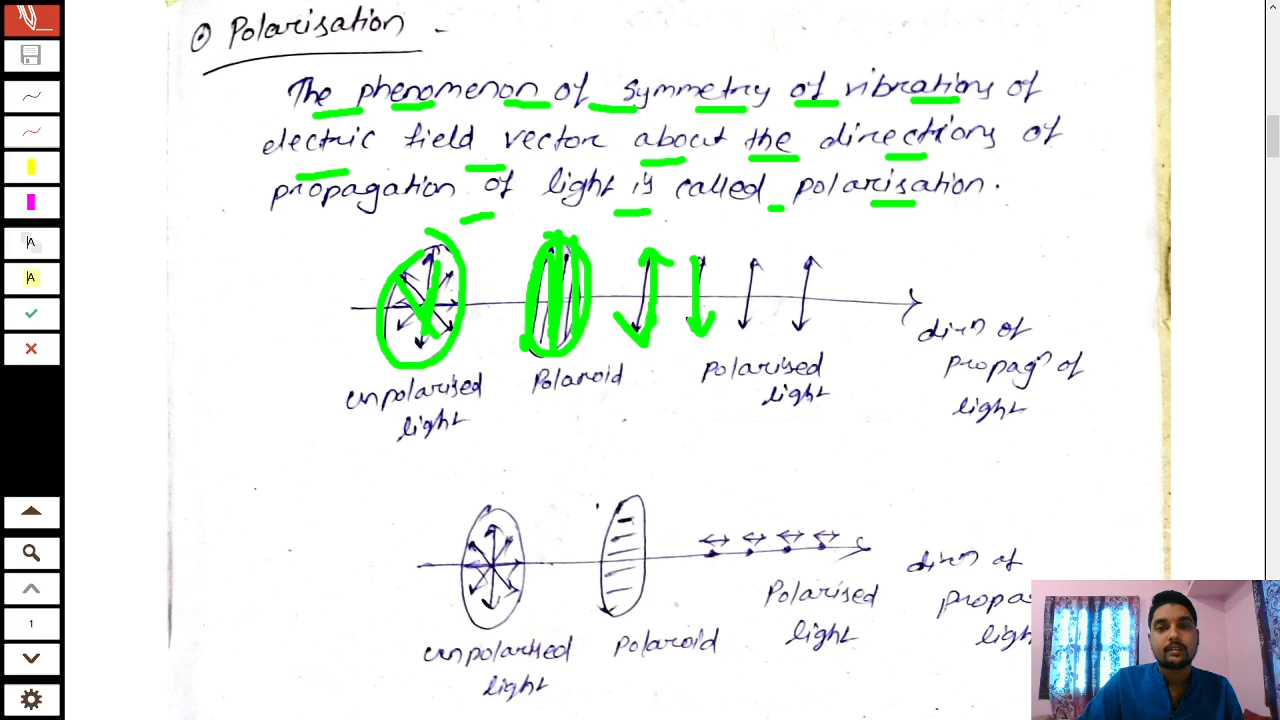 Polarisation -
The phenomenon of symmetry of vibrations of
electric field vector about the directions of
propagation of light is called polarisation.
unpolarised
light
Polaroid
Polarised
light
dirn of
propagn of
light
unpolarised
light
Polaroid
Polarised
light
dirn of
propa
ligh
A
A
1